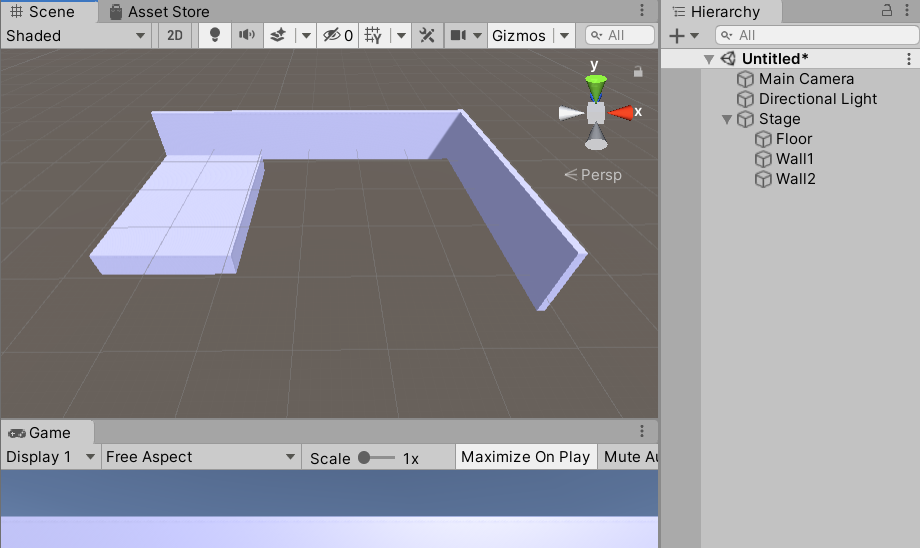 Scene
Asset Store
Shaded
2D
0
Gizmos
All
y
x
Persp
Game
Display 1
Free Aspect
Scale
1x
Maximize On Play
Mute Au
Hierarchy
All
Untitled*
Main Camera
Directional Light
Stage
Floor
Wall1
Wall2